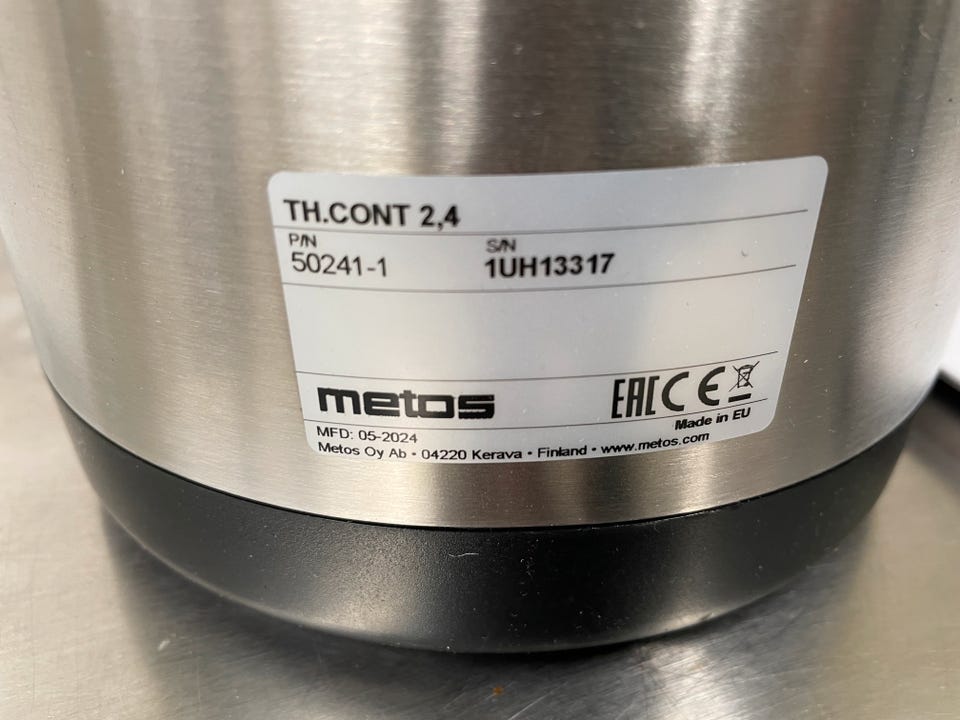 TH.CONT 2,4
P/N S/N
50241-1 1UH13317
metos EAC CE
Made in EU
MFD: 05-2024
Metos Oy Ab • 04220 Kerava • Finland • www.metos.com